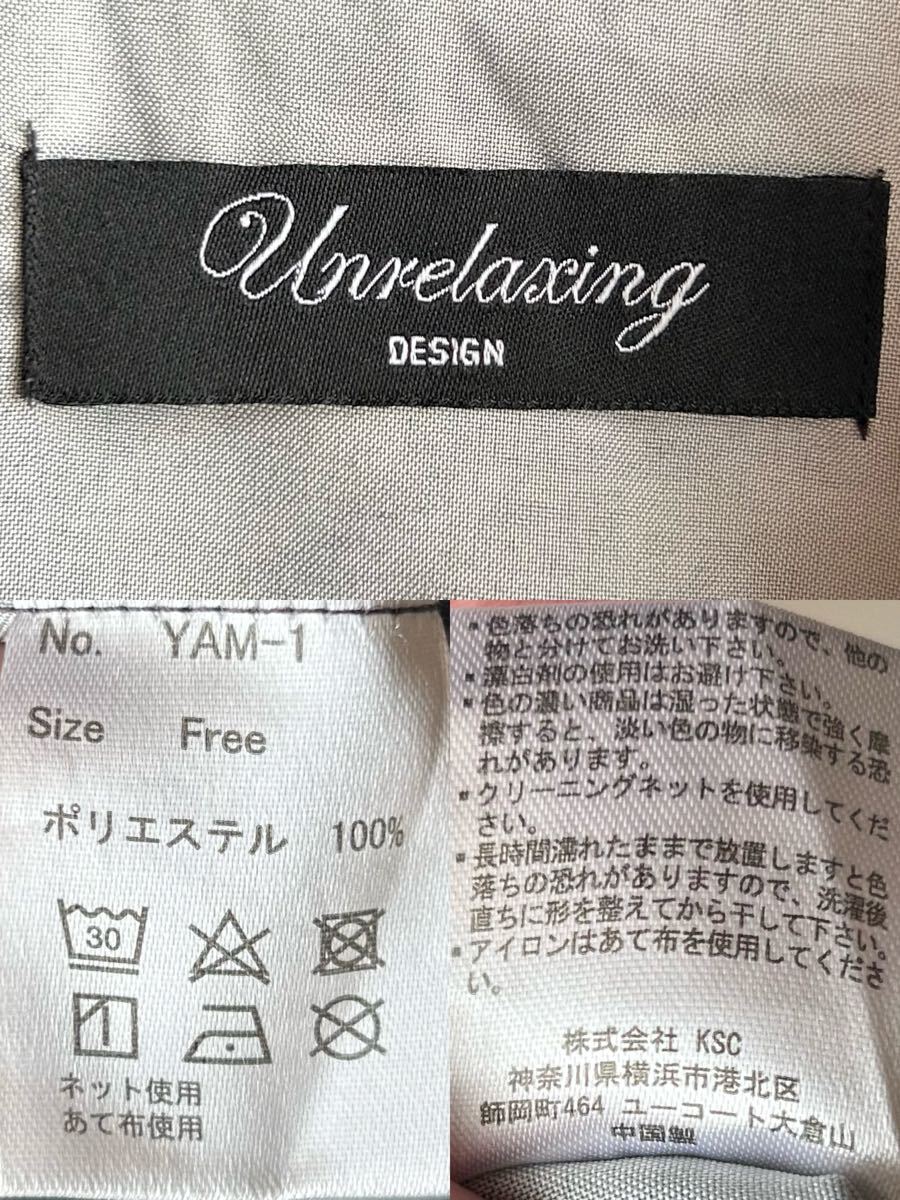 Unrelaxing
DESIGN
No. YAM-1
Size Free
ポリエステル 100%
30
ネット使用
あて布使用
▪色落ちの恐れがありますので、他の
物と分けてお洗い下さい。
▪漂白剤の使用はお避け下さい。
▪色の濃い商品は湿った状態で強く摩
擦すると、淡い色の物に移染する恐
れがあります。
▪クリーニングネットを使用してくだ
さい。
▪長時間濡れたままで放置しますと色
落ちの恐れがありますので、洗濯後
直ちに形を整えてから干して下さい。
▪アイロンはあて布を使用してくださ
い。
株式会社 KSC
神奈川県横浜市港北区
師岡町464 ユーコート大倉山
中国製